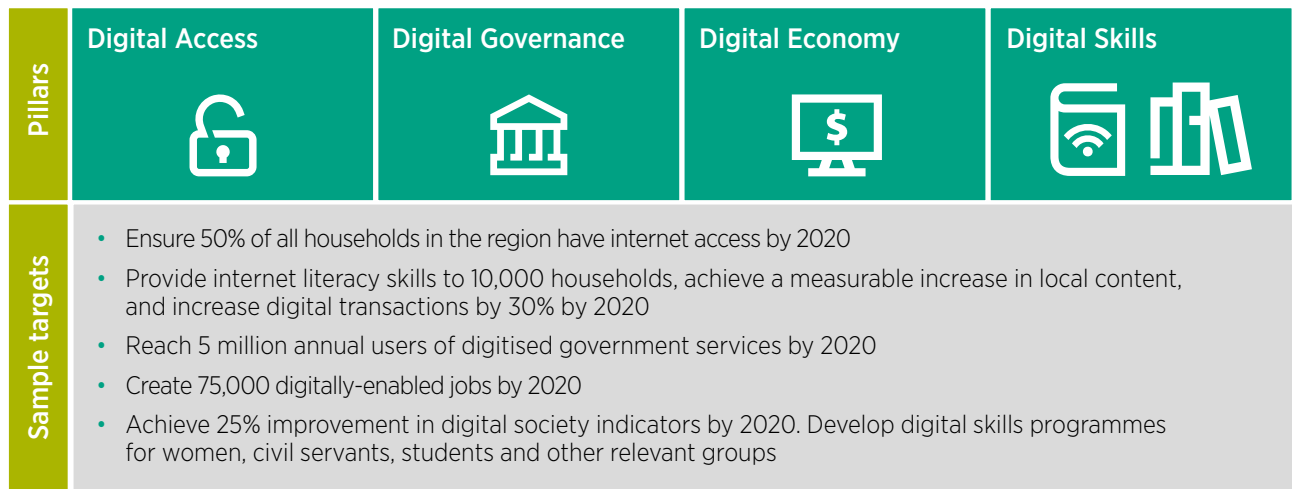 Pillars
Digital Access
Digital Governance
Digital Economy
$
Digital Skills
Sample targets
• Ensure 50% of all households in the region have internet access by 2020
• Provide internet literacy skills to 10,000 households, achieve a measurable increase in local content,
and increase digital transactions by 30% by 2020
• Reach 5 million annual users of digitised government services by 2020
• Create 75,000 digitally-enabled jobs by 2020
• Achieve 25% improvement in digital society indicators by 2020. Develop digital skills programmes
for women, civil servants, students and other relevant groups